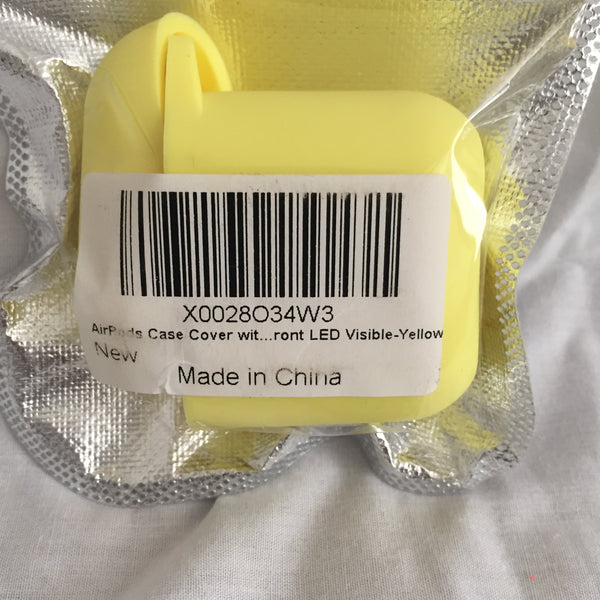 X0028O34W3
AirPods Case Cover wit...ront LED Visible-Yellow
New
Made in China